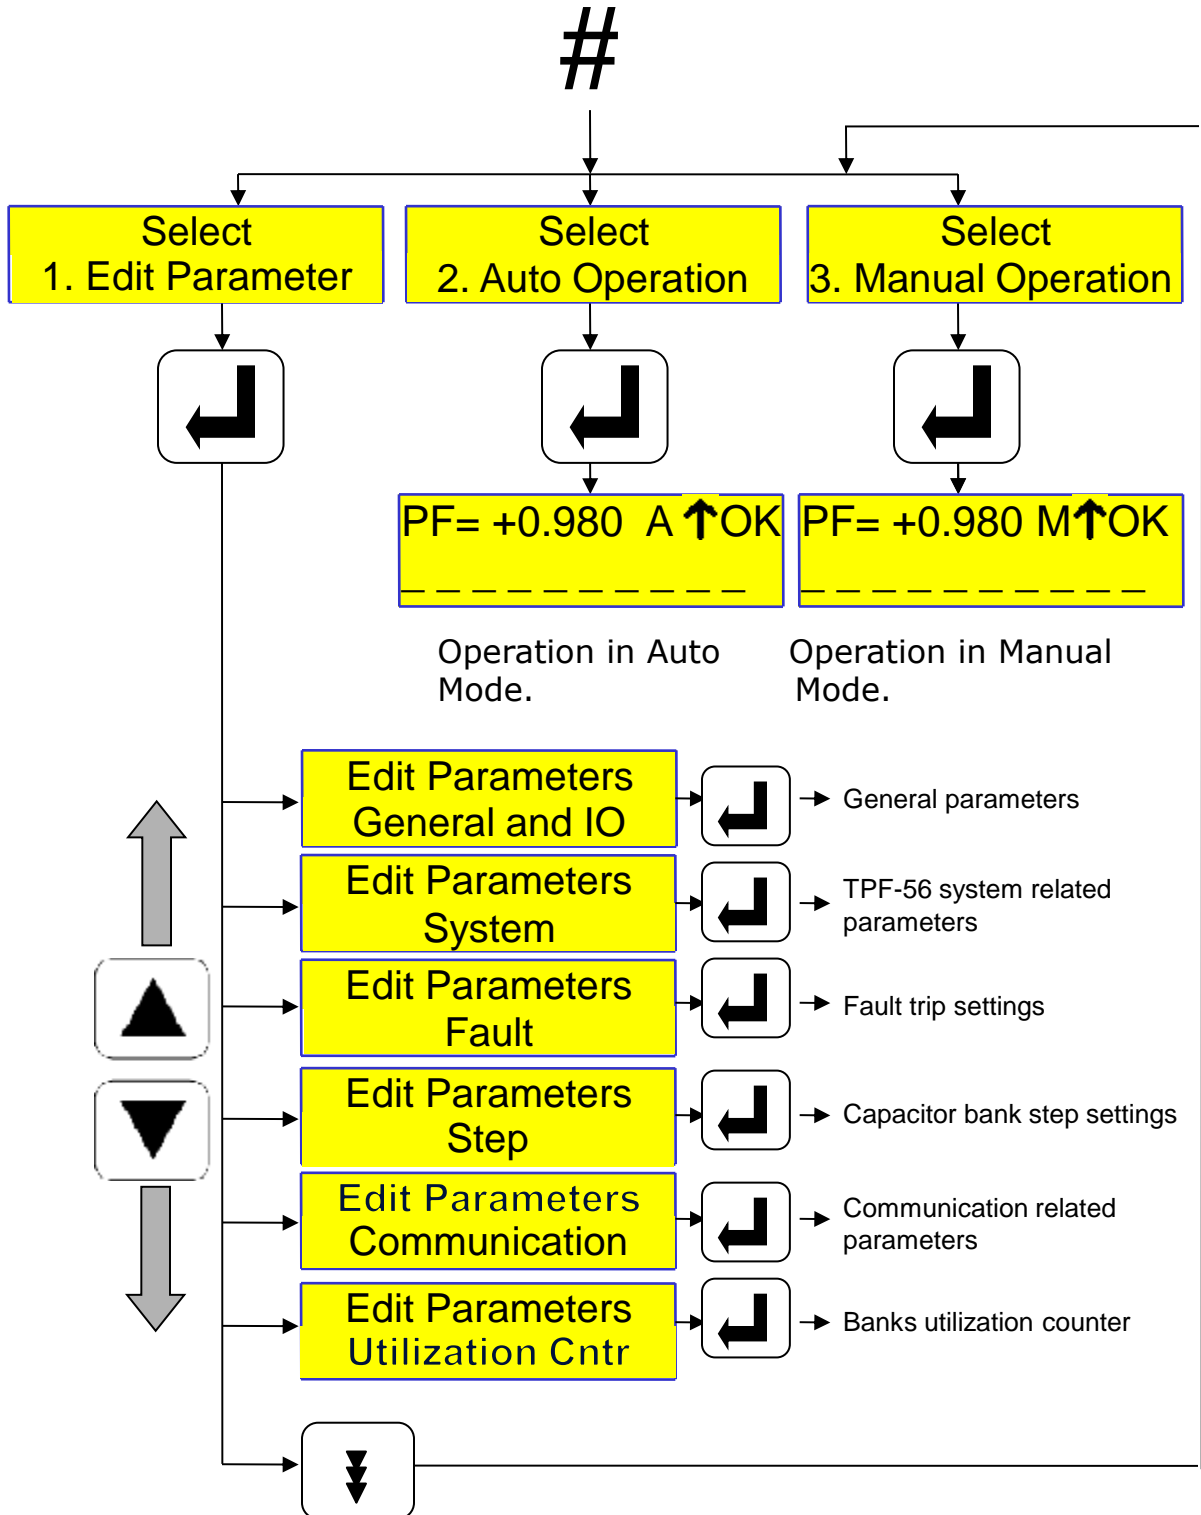 #
Select
1. Edit Parameter
Select
2. Auto Operation
Select
3. Manual Operation
PF= +0.980 A ↑OK
_ _ _ _ _ _ _ _ _ _
PF= +0.980 M↑OK
_ _ _ _ _ _ _ _ _ _
Operation in Auto
Mode.
Operation in Manual
Mode.
Edit Parameters
General and IO
General parameters
Edit Parameters
System
TPF-56 system related
parameters
Edit Parameters
Fault
Fault trip settings
Edit Parameters
Step
Capacitor bank step settings
Edit Parameters
Communication
Communication related
parameters
Edit Parameters
Utilization Cntr
Banks utilization counter